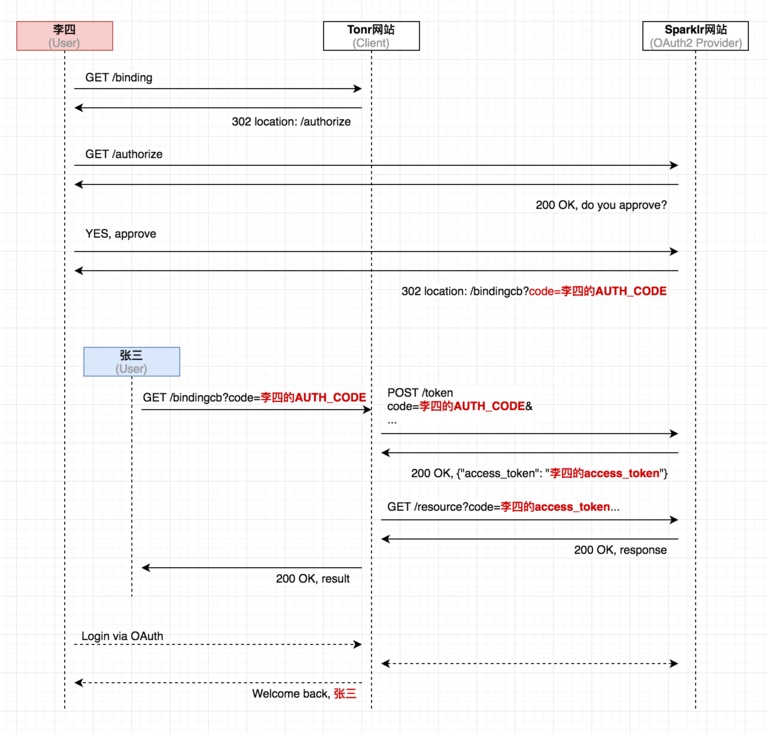 李四
(User)
Tonr网站
(Client)
Sparklr网站
(OAuth2 Provider)
GET /binding
302 location: /authorize
GET /authorize
200 OK, do you approve?
YES, approve
302 location: /bindingcb?code=李四的AUTH_CODE
张三
(User)
GET /bindingcb?code=李四的AUTH_CODE
POST /token
code=李四的AUTH_CODE&
...
200 OK, {"access_token": "李四的access_token"}
GET /resource?code=李四的access_token...
200 OK, response
200 OK, result
Login via OAuth
Welcome back, 张三